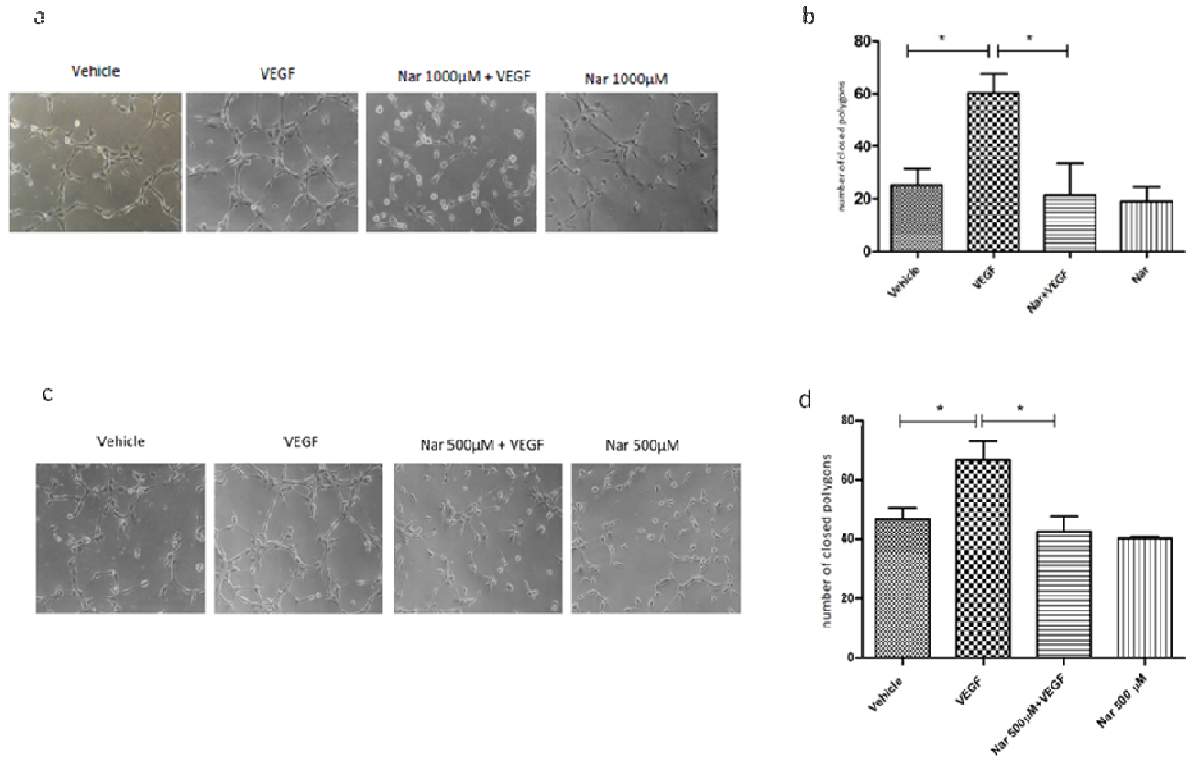 a
Vehicle
VEGF
Nar 1000µM + VEGF
Nar 1000µM
b
* *
80
60
40
20
0
number of closed polygons
Vehicle
VEGF
Nar+VEGF
Nar
c
Vehicle
VEGF
Nar 500µM + VEGF
Nar 500µM
d
* *
80
60
40
20
0
number of closed polygons
Vehicle
VEGF
Nar 500µM+VEGF
Nar 500 µM